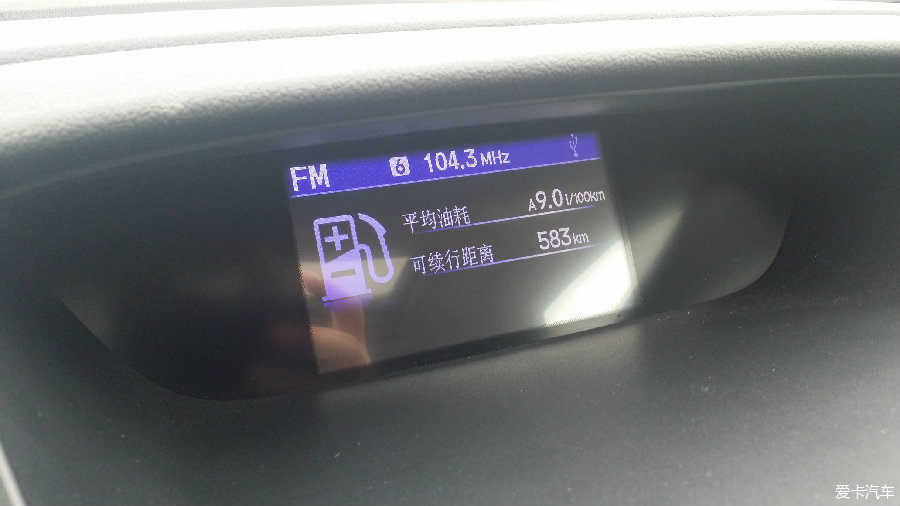 FM 6 104.3 MHz
平均油耗 A9.0 l/100km
可续行距离 583 km
爱卡汽车